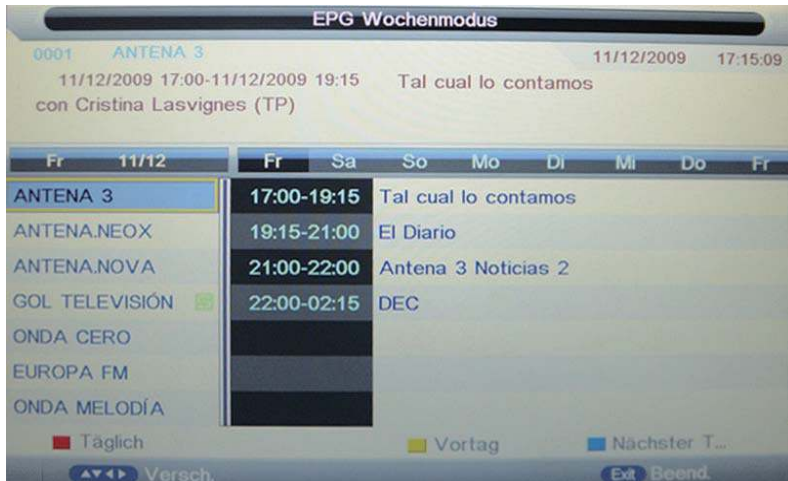 EPG Wochenmodus
0001 ANTENA 3 11/12/2009 17:15:09
11/12/2009 17:00-11/12/2009 19:15 Tal cual lo contamos
con Cristina Lasvignes (TP)
Fr 11/12 Fr Sa So Mo Di Mi Do Fr
ANTENA 3 17:00-19:15 Tal cual lo contamos
ANTENA.NEOX 19:15-21:00 El Diario
ANTENA.NOVA 21:00-22:00 Antena 3 Noticias 2
GOL TELEVISIÓN 22:00-02:15 DEC
ONDA CERO
EUROPA FM
ONDA MELODÍA
Täglich Vortag Nächster T...
Versch. Exit Beend.